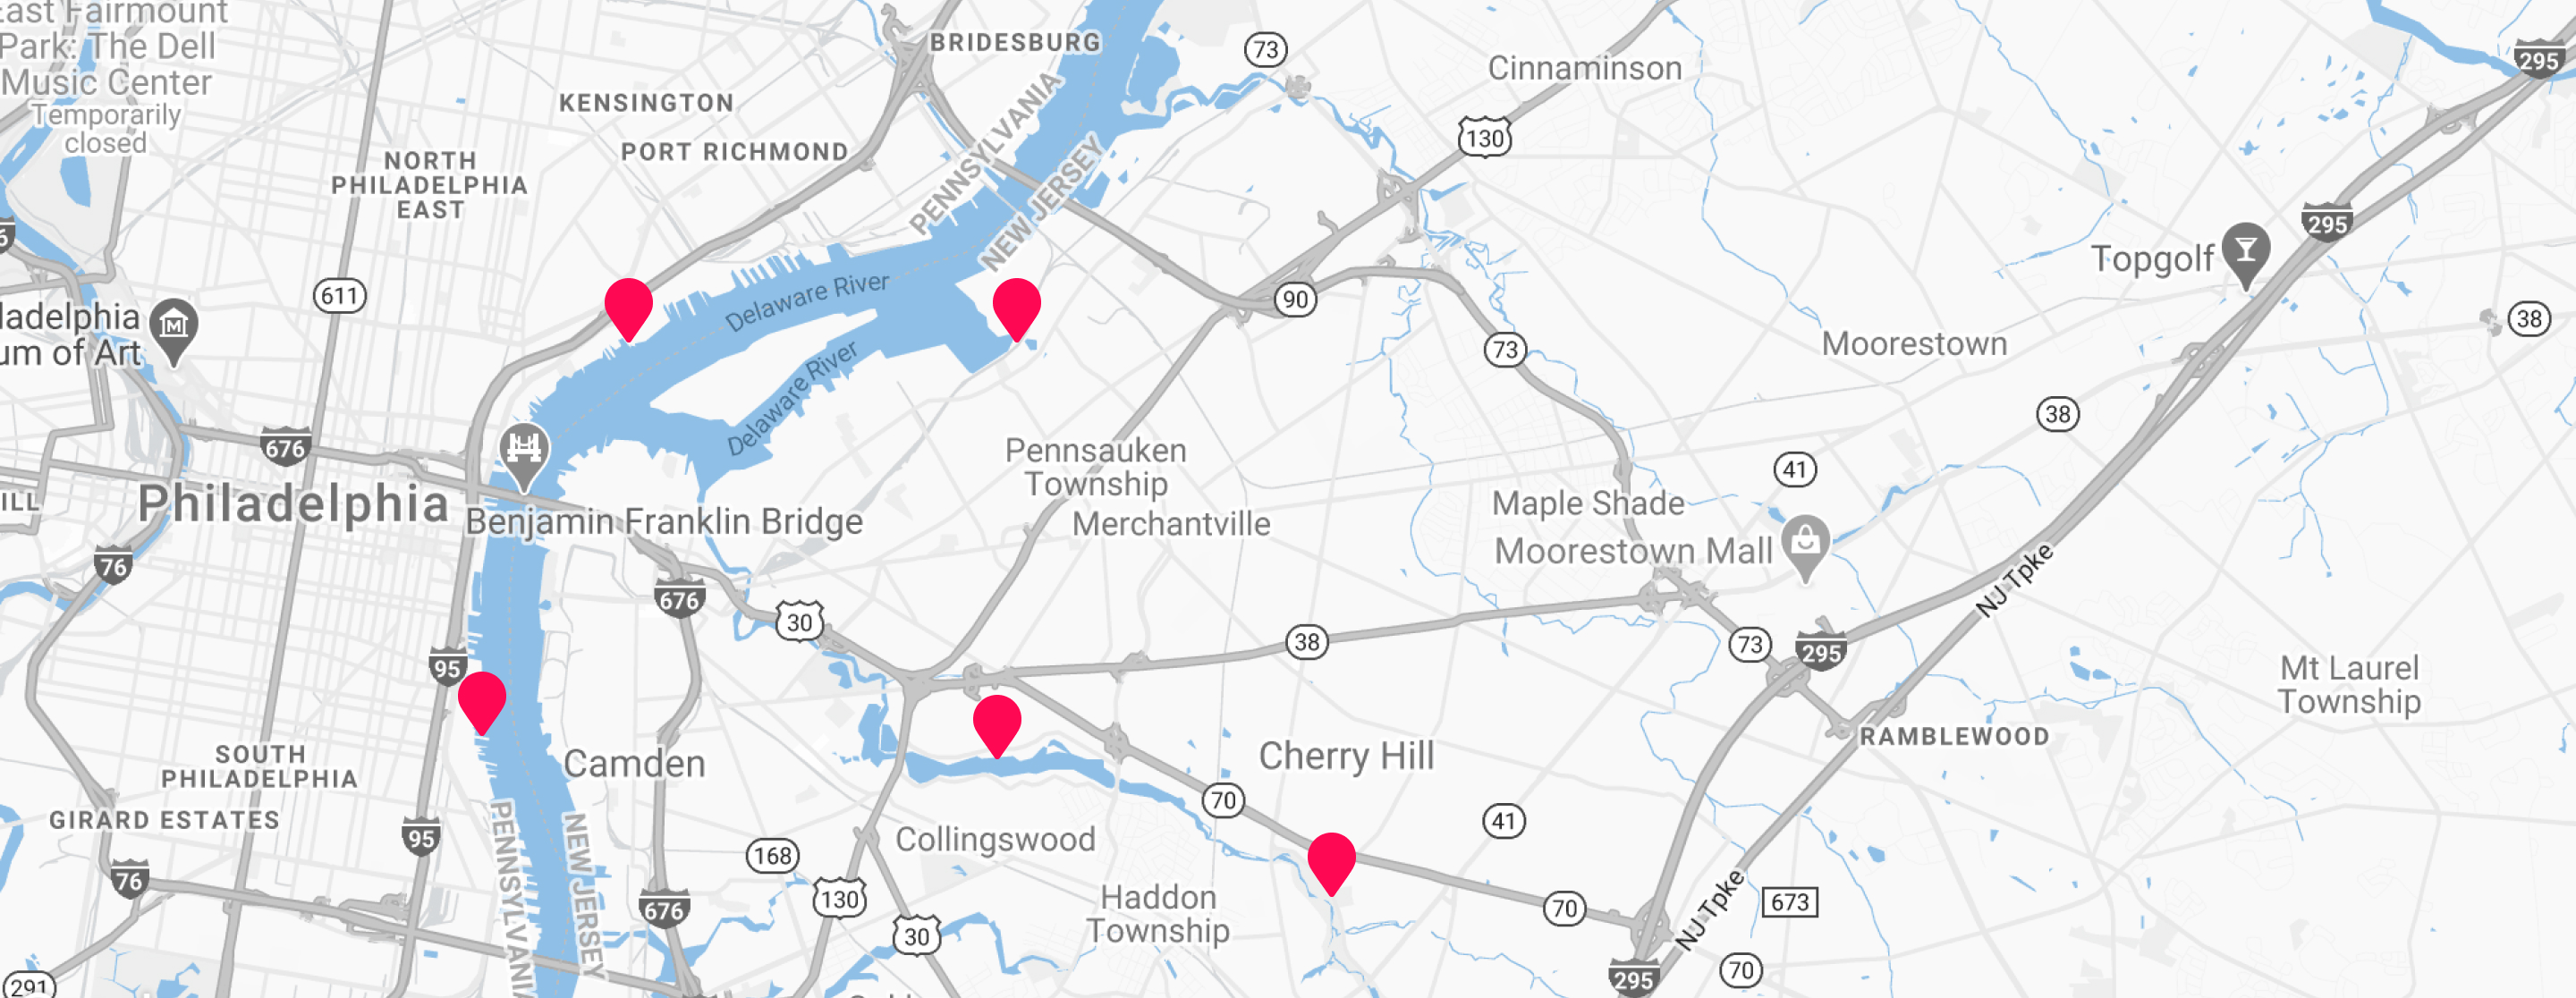 East Fairmount
Park: The Dell
Music Center
Temporarily
closed
BRIDESBURG
73
Cinnaminson
295
KENSINGTON
130
PORT RICHMOND
PENNSYLVANIA
NEW JERSEY
NORTH
PHILADELPHIA
EAST
295
Topgolf
611
Delaware River
90
38
ladelphia
um of Art
Delaware River
73
Moorestown
38
676
Pennsauken
Township
41
ILL
Philadelphia
Maple Shade
Benjamin Franklin Bridge
Merchantville
Moorestown Mall
76
676
NJ Tpke
30
38
73
295
95
Mt Laurel
Township
RAMBLEWOOD
SOUTH
PHILADELPHIA
Camden
Cherry Hill
70
GIRARD ESTATES
95
41
Collingswood
168
PENNSYLVANIA
NEW JERSEY
76
130
Haddon
Township
70
673
NJ Tpke
676
30
295
70
291